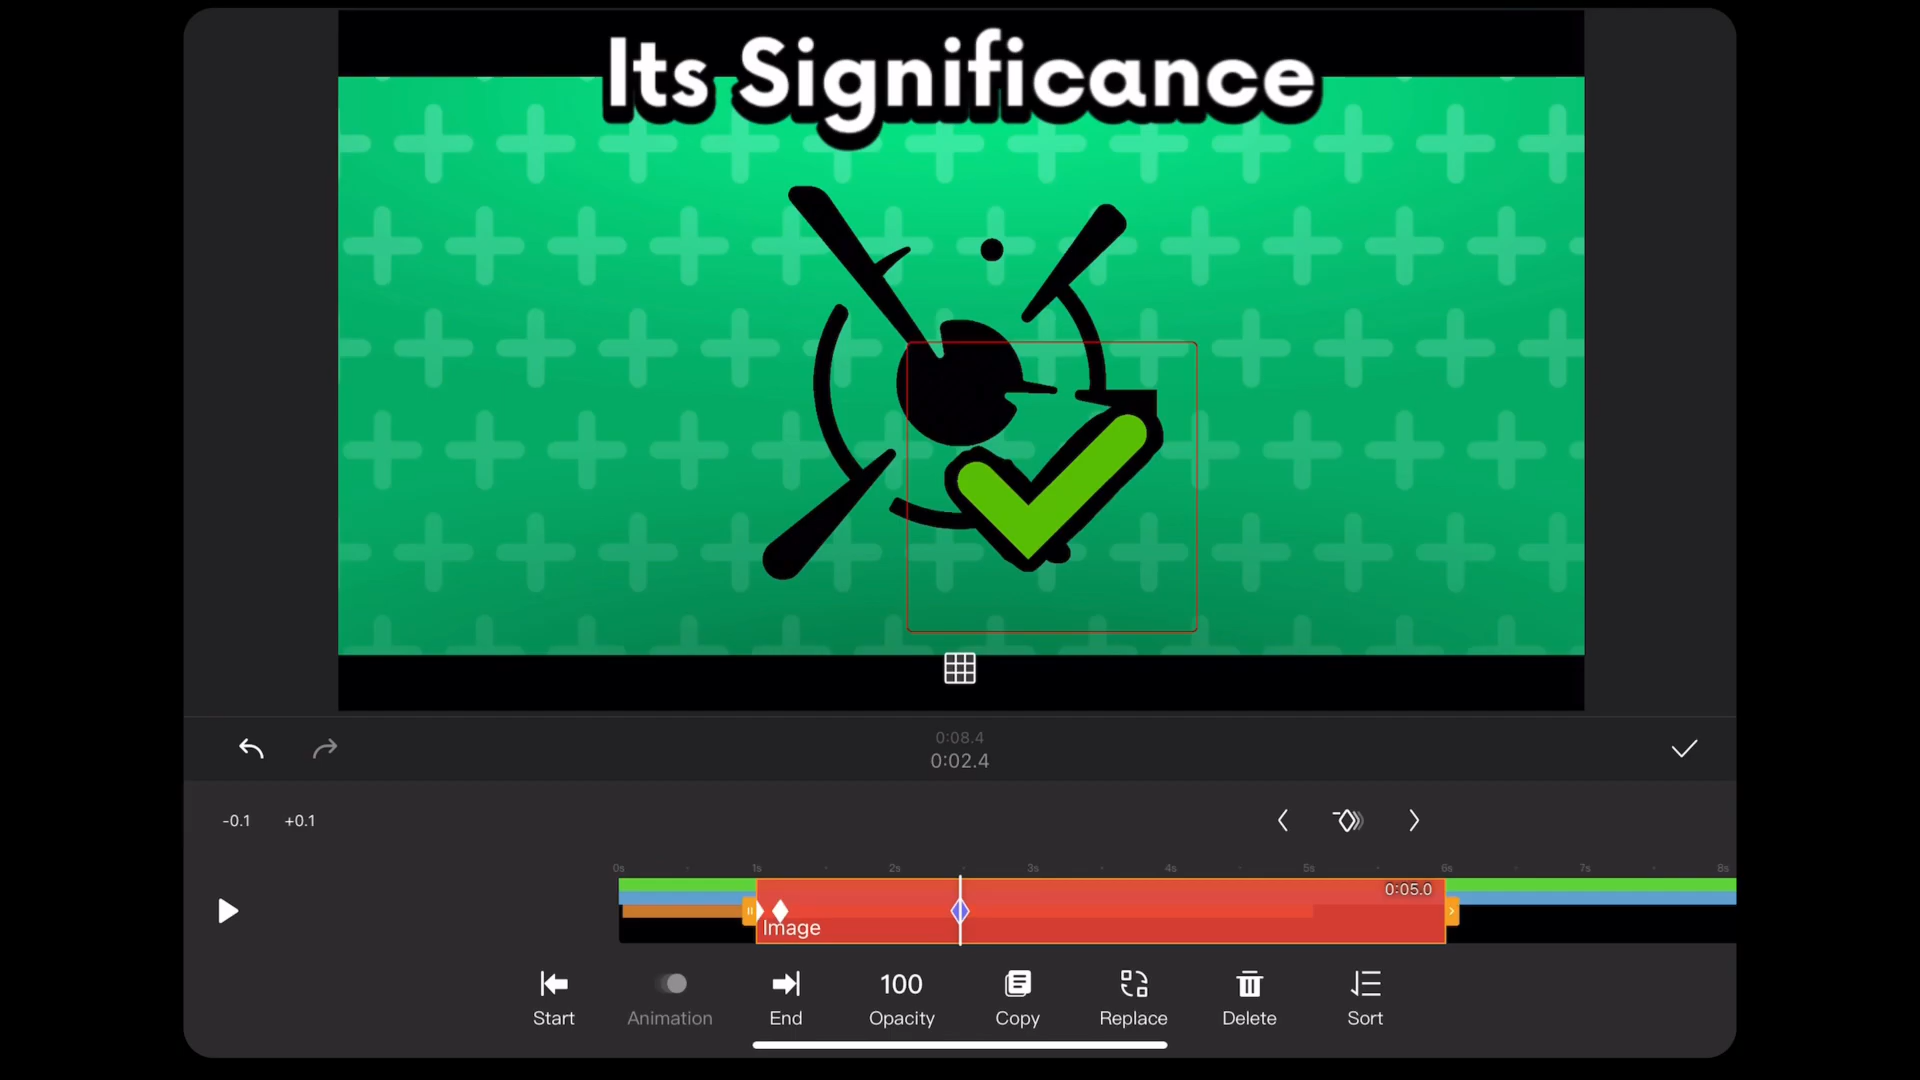 Its Significance
0:08.4
0:02.4
-0.1 +0.1
0s 1s 2s 3s 4s 5s 6s 7s 8s
0:05.0
Image
100
Start Animation End Opacity Copy Replace Delete Sort